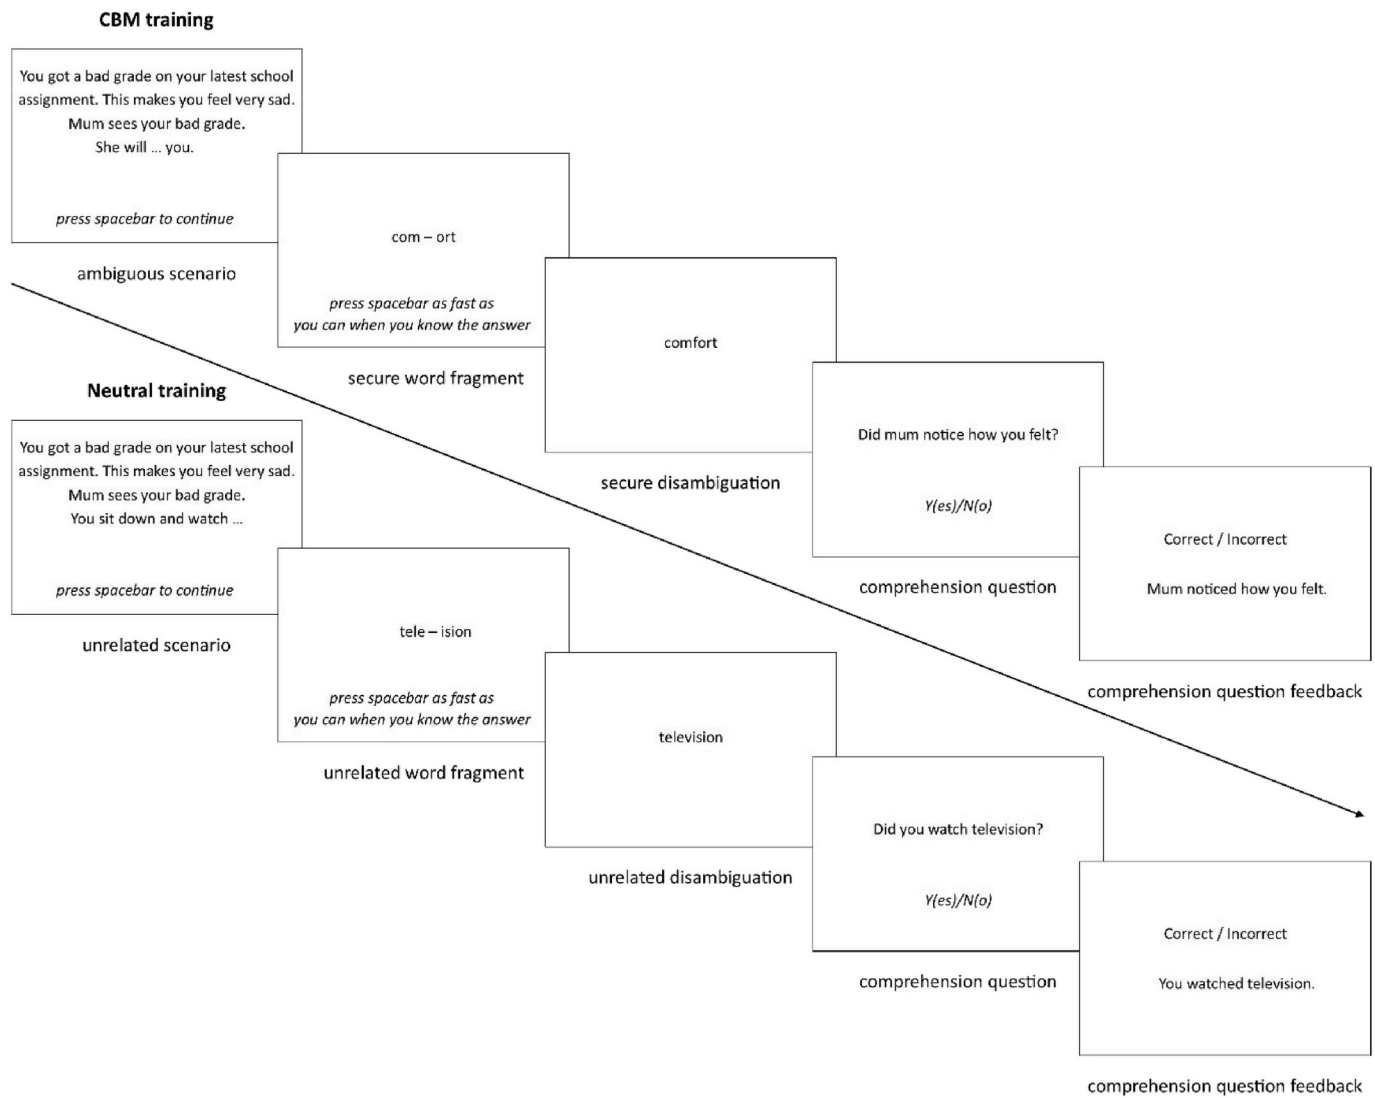 CBM training
You got a bad grade on your latest school
assignment. This makes you feel very sad.
Mum sees your bad grade.
She will ... you.
press spacebar to continue
ambiguous scenario
com – ort
press spacebar as fast as
you can when you know the answer
secure word fragment
comfort
secure disambiguation
Did mum notice how you felt?
Y(es)/N(o)
comprehension question
Correct / Incorrect
Mum noticed how you felt.
comprehension question feedback
Neutral training
You got a bad grade on your latest school
assignment. This makes you feel very sad.
Mum sees your bad grade.
You sit down and watch ...
press spacebar to continue
unrelated scenario
tele – ision
press spacebar as fast as
you can when you know the answer
unrelated word fragment
television
unrelated disambiguation
Did you watch television?
Y(es)/N(o)
comprehension question
Correct / Incorrect
You watched television.
comprehension question feedback